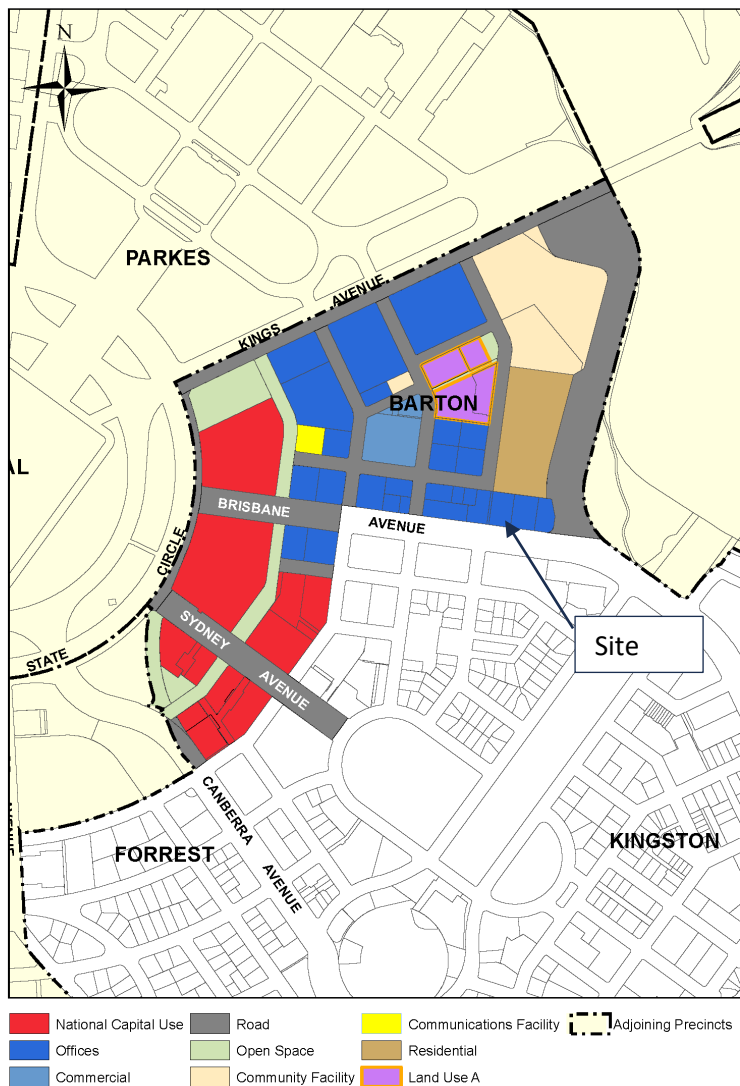 N
PARKES
KINGS
AVENUE
BARTON
AL
BRISBANE
AVENUE
CIRCLE
Site
SYDNEY
AVENUE
STATE
CANBERRA
AVENUE
FORREST
KINGSTON
National Capital Use
Road
Communications Facility
Adjoining Precincts
Offices
Open Space
Residential
Commercial
Community Facility
Land Use A